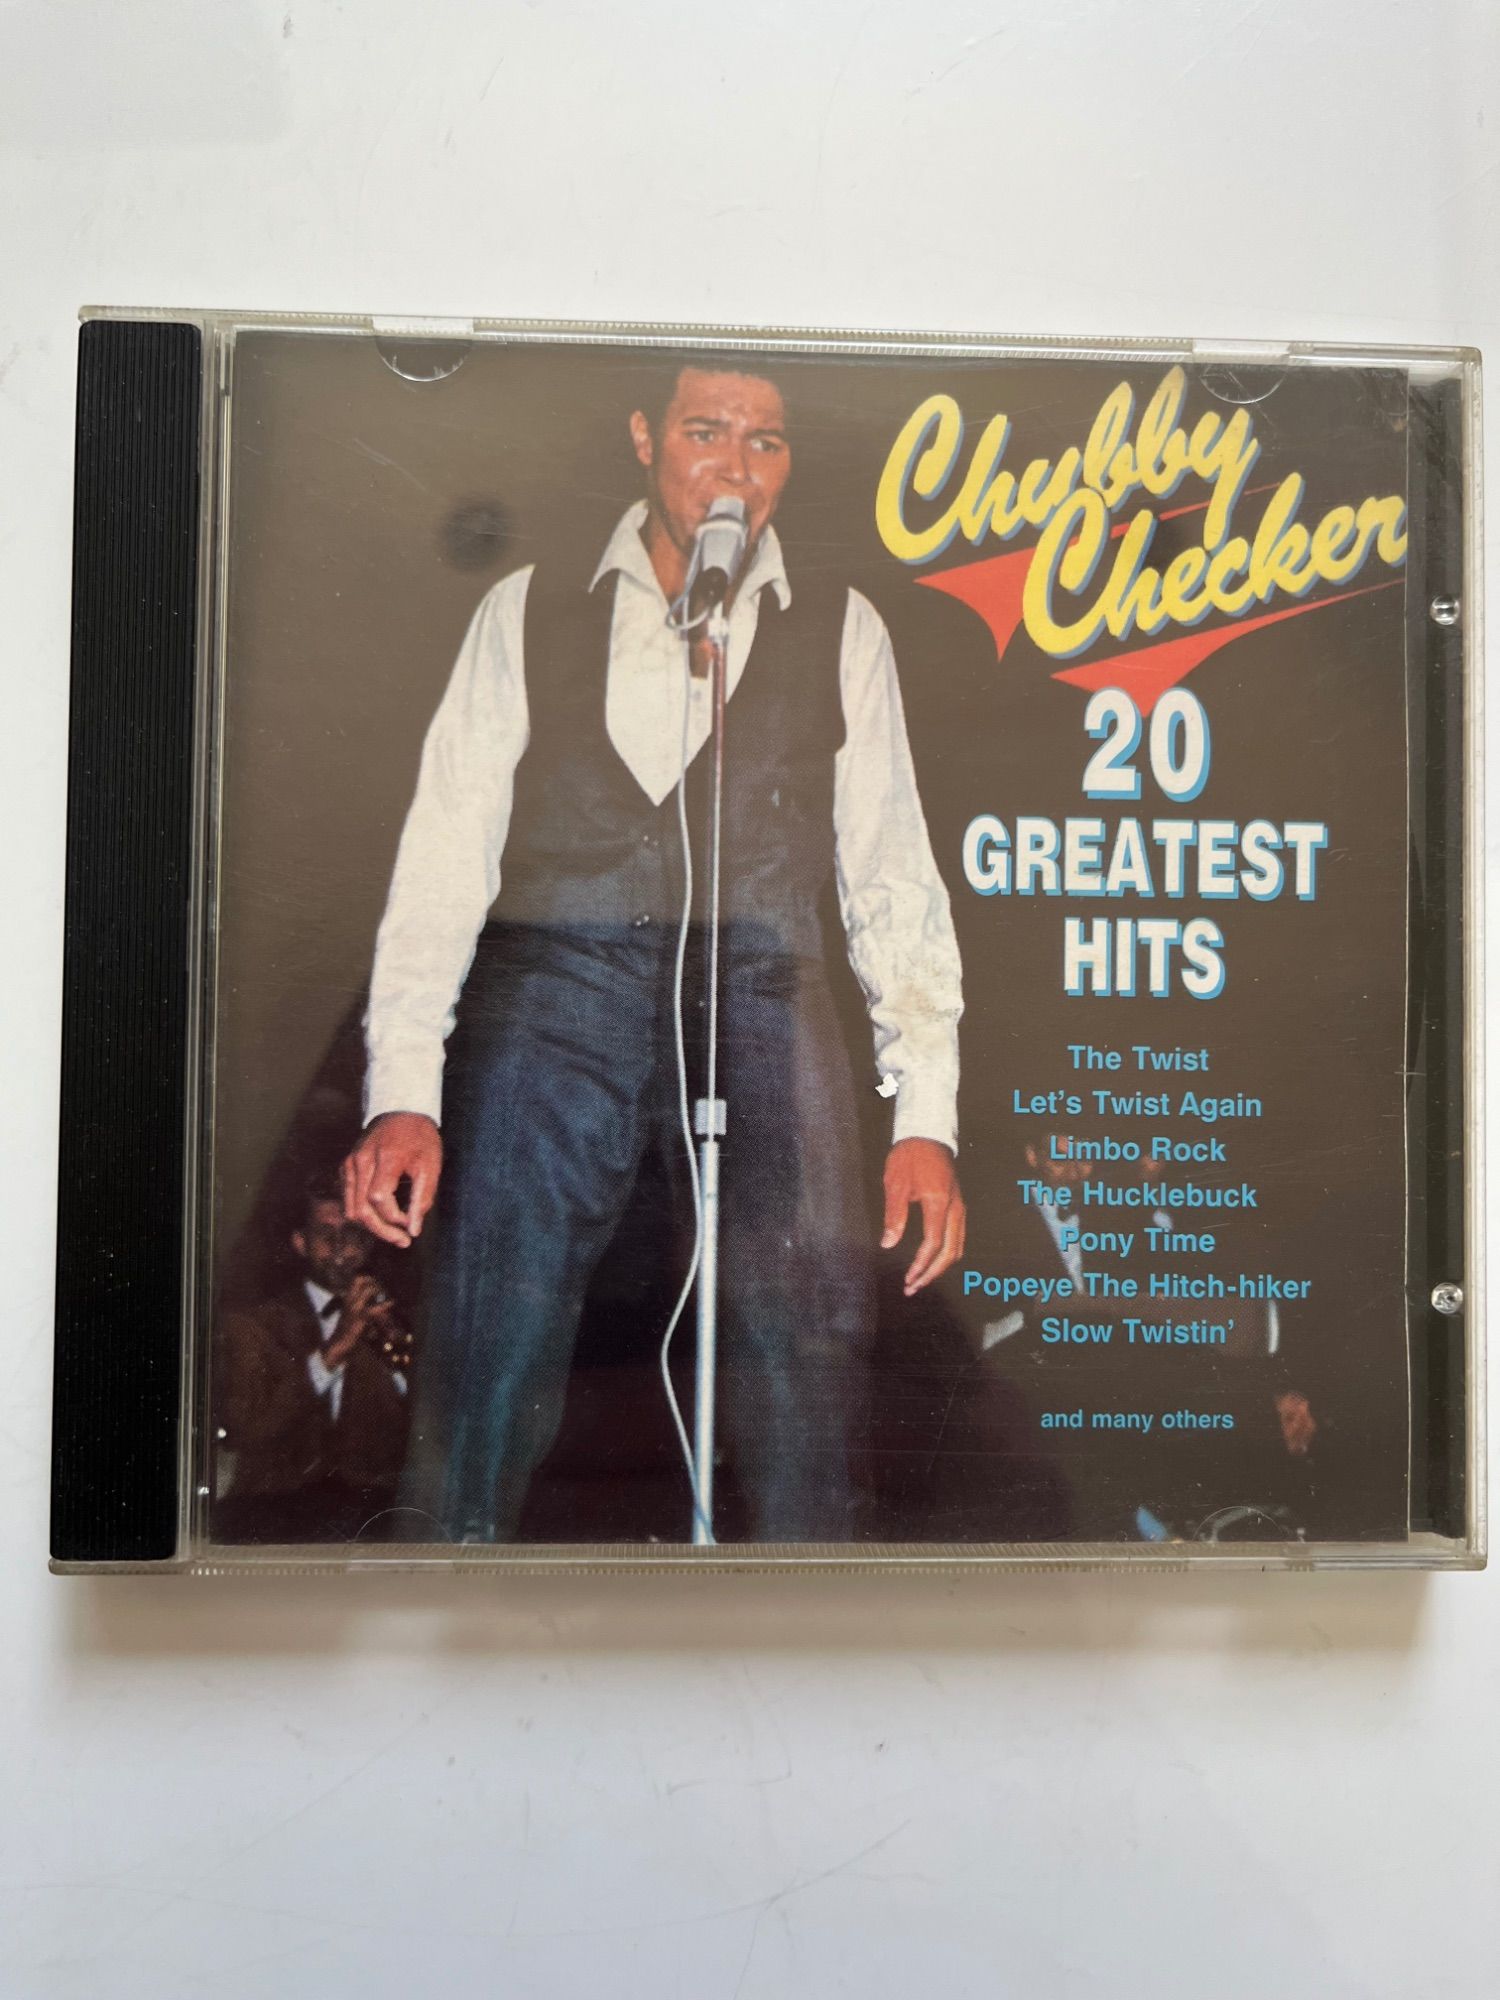 Chubby
Checker
20
GREATEST
HITS
The Twist
Let's Twist Again
Limbo Rock
The Hucklebuck
Pony Time
Popeye The Hitch-hiker
Slow Twistin'
and many others